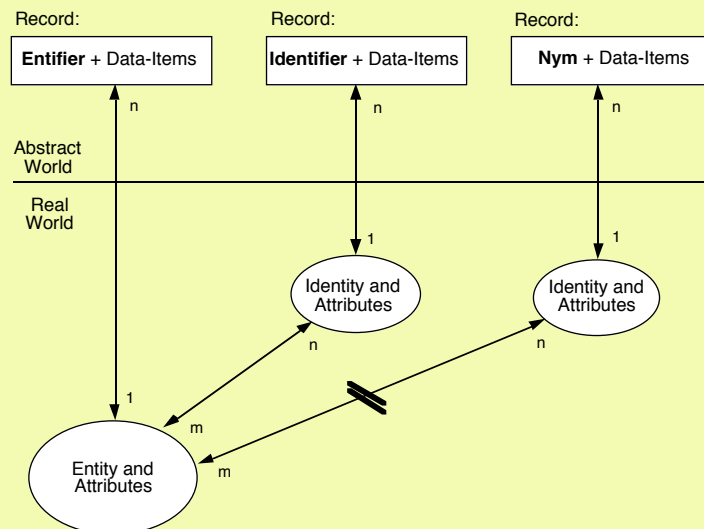 Record:
Record:
Record:
Entifier + Data-Items
Identifier + Data-Items
Nym + Data-Items
n
n
n
Abstract
World
Real
World
1
1
Identity and
Attributes
Identity and
Attributes
n
n
1
m
m
Entity and
Attributes